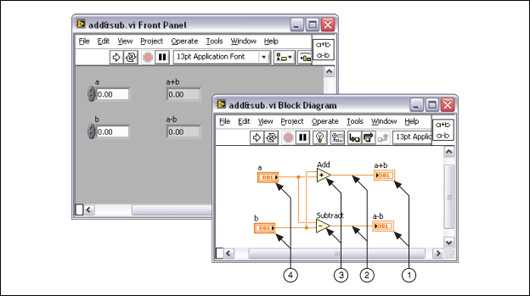 add&sub.vi Front Panel
File Edit View Project Operate Tools Window Help
13pt Application Font
a+b
a-b
a
a+b
0.00
0.00
b
a-b
0.00
0.00
add&sub.vi Block Diagram
File Edit View Project Operate Tools Window Help
13pt Applic
a+b
a-b
a
Add
a+b
DBL
DBL
b
Subtract
a-b
DBL
DBL
4
3
2
1